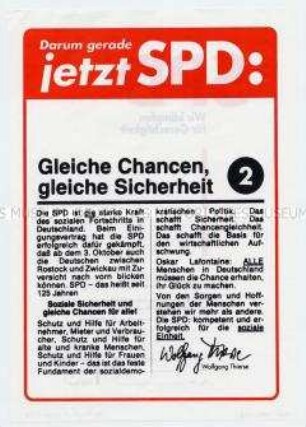 Darum gerade
jetzt SPD:
Gleiche Chancen,
gleiche Sicherheit
2
Die SPD ist die starke Kraft
des sozialen Fortschritts in
Deutschland. Beim Eini-
gungsvertrag hat die SPD
erfolgreich dafür gekämpft,
daß ab dem 3. Oktober auch
die Deutschen zwischen
Rostock und Zwickau mit Zu-
versicht nach vorn blicken
können. SPD – das heißt seit
125 Jahren
Soziale Sicherheit und
gleiche Chancen für alle!
Schutz und Hilfe für Arbeit-
nehmer, Mieter und Verbrau-
cher, Schutz und Hilfe für
alte und kranke Menschen,
Schutz und Hilfe für Frauen
und Kinder – das ist das feste
Fundament der sozialdemo-
kratischen Politik. Das
schafft Sicherheit. Das
schafft Chancengleichheit.
Das schafft die Basis für
den wirtschaftlichen Auf-
schwung.
Oskar Lafontaine: ALLE
Menschen in Deutschland
müssen die Chance erhalten,
ihr Glück zu machen.
Von den Sorgen und Hoff-
nungen der Menschen ver-
stehen wir mehr als andere.
Die SPD: kompetent und er-
folgreich für die soziale
Einheit.
Wolfgang Thierse
Wolfgang Thierse